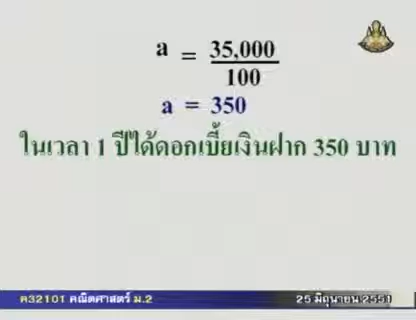 a = 35,000
100
a = 350
ในเวลา 1 ปีได้ดอกเบี้ยเงินฝาก 350 บาท
ค32101 คณิตศาสตร์ ม.2
25 มิถุนายน 2551